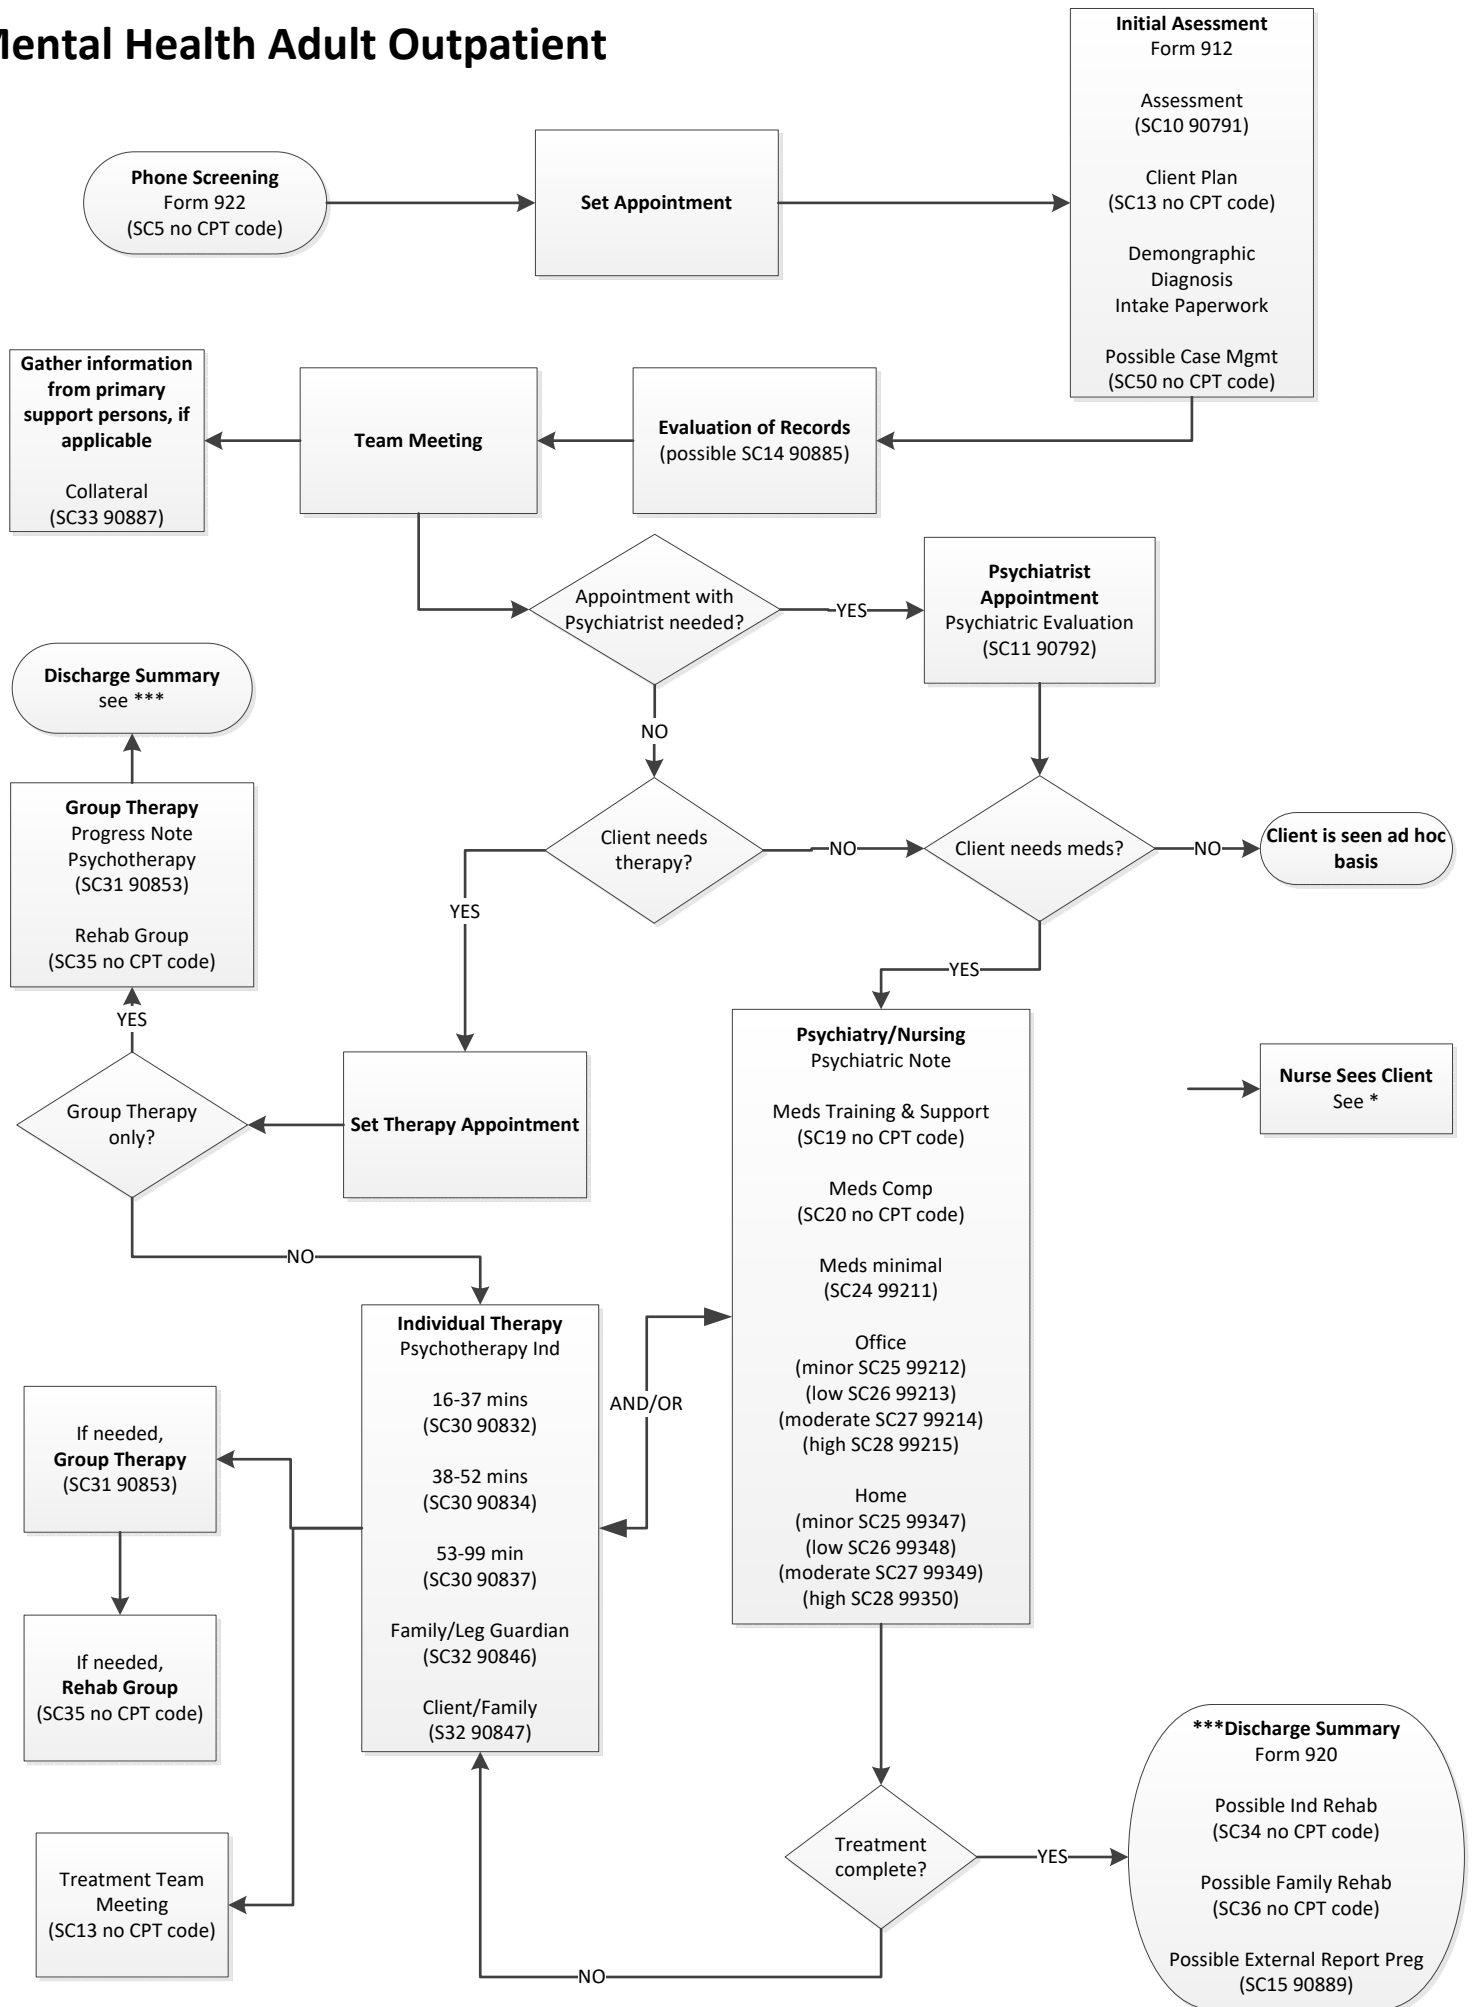 Mental Health Adult Outpatient
Initial Asessment
Form 912
Assessment
(SC10 90791)
Client Plan
(SC13 no CPT code)
Demongraphic
Diagnosis
Intake Paperwork
Possible Case Mgmt
(SC50 no CPT code)
Phone Screening
Form 922
(SC5 no CPT code)
Set Appointment
Gather information
from primary
support persons, if
applicable
Collateral
(SC33 90887)
Team Meeting
Evaluation of Records
(possible SC14 90885)
Appointment with
Psychiatrist needed?
YES
Psychiatrist
Appointment
Psychiatric Evaluation
(SC11 90792)
NO
Discharge Summary
see ***
Group Therapy
Progress Note
Psychotherapy
(SC31 90853)
Rehab Group
(SC35 no CPT code)
Client needs
therapy?
NO
Client needs meds?
NO
Client is seen ad hoc
basis
YES
YES
YES
Group Therapy
only?
Set Therapy Appointment
NO
Psychiatry/Nursing
Psychiatric Note
Meds Training & Support
(SC19 no CPT code)
Meds Comp
(SC20 no CPT code)
Meds minimal
(SC24 99211)
Office
(minor SC25 99212)
(low SC26 99213)
(moderate SC27 99214)
(high SC28 99215)
Home
(minor SC25 99347)
(low SC26 99348)
(moderate SC27 99349)
(high SC28 99350)
Nurse Sees Client
See *
Individual Therapy
Psychotherapy Ind
16-37 mins
(SC30 90832)
38-52 mins
(SC30 90834)
53-99 min
(SC30 90837)
Family/Leg Guardian
(SC32 90846)
Client/Family
(S32 90847)
AND/OR
If needed,
Group Therapy
(SC31 90853)
If needed,
Rehab Group
(SC35 no CPT code)
Treatment Team
Meeting
(SC13 no CPT code)
Treatment
complete?
YES
NO
***Discharge Summary
Form 920
Possible Ind Rehab
(SC34 no CPT code)
Possible Family Rehab
(SC36 no CPT code)
Possible External Report Preg
(SC15 90889)